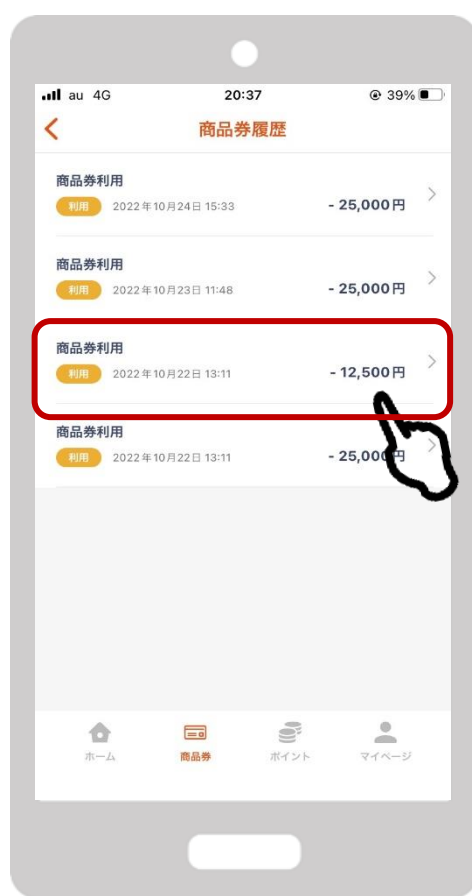 au 4G 20:37 39%
商品券履歴
商品券利用
利用 2022年10月24日 15:33 - 25,000円
商品券利用
利用 2022年10月23日 11:48 - 25,000円
商品券利用
利用 2022年10月22日 13:11 - 12,500円
商品券利用
利用 2022年10月22日 13:11 - 25,000円
ホーム 商品券 ポイント マイページ